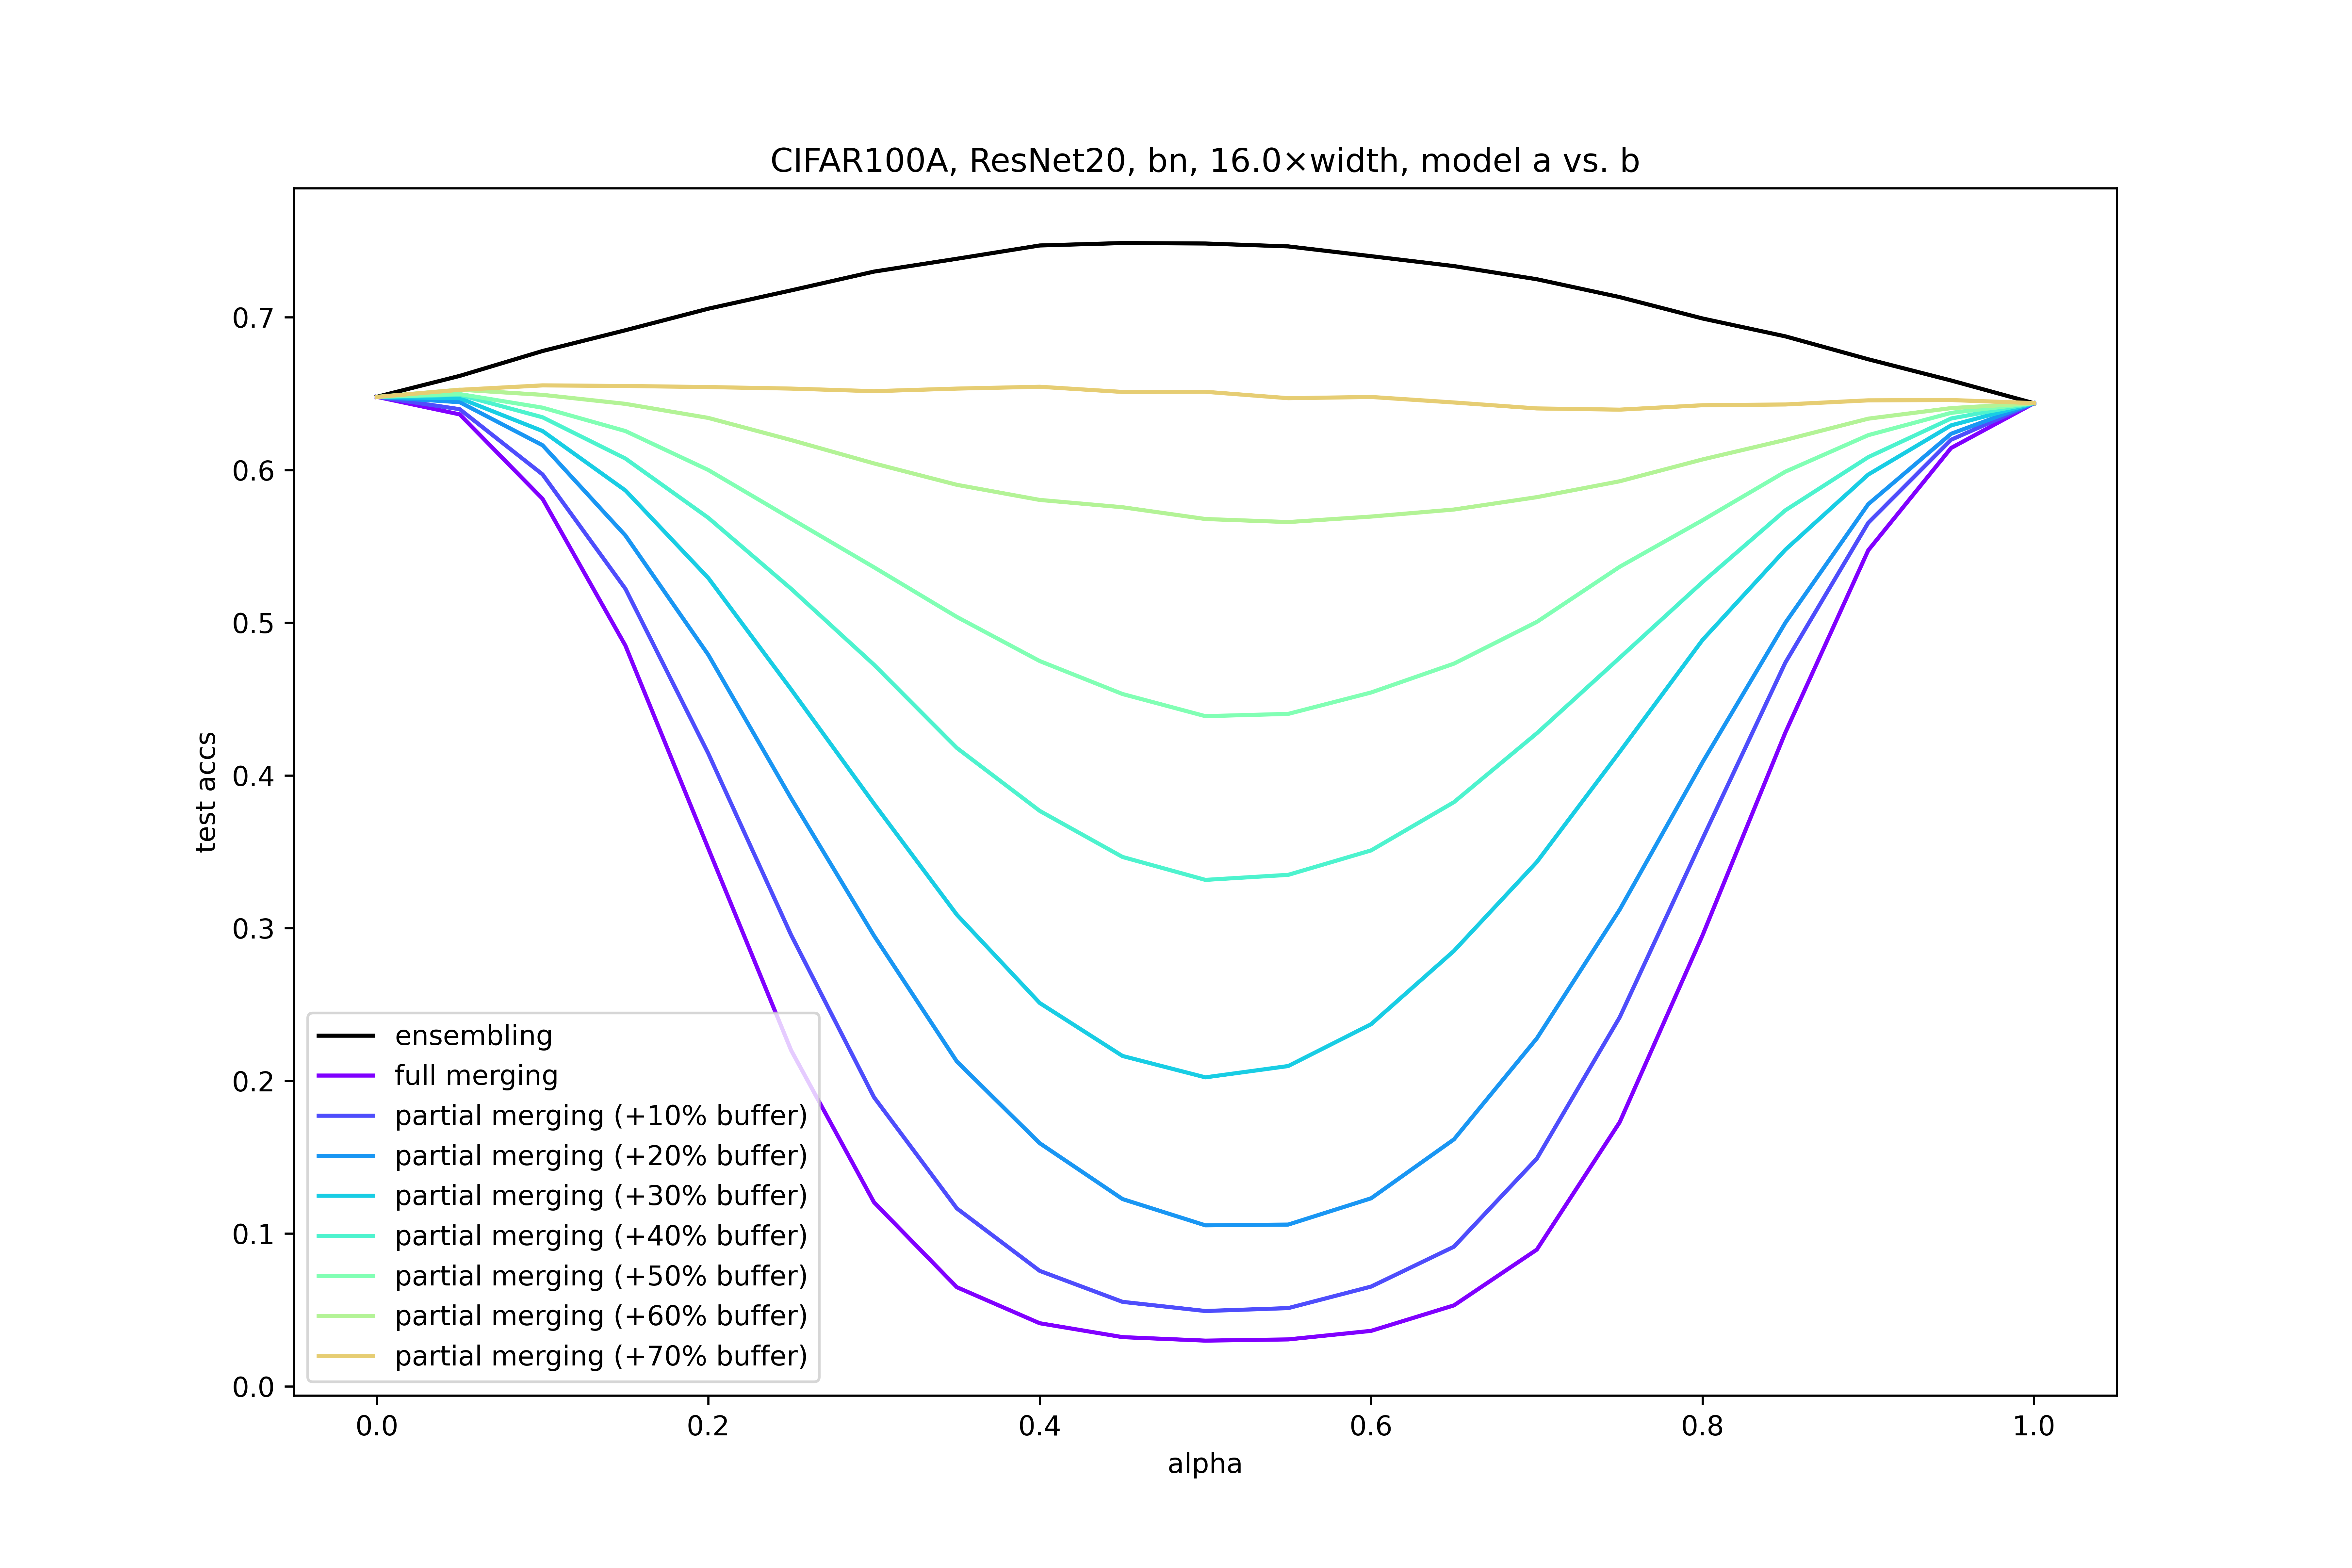 CIFAR100A, ResNet20, bn, 16.0×width, model a vs. b
test accs
0.7
0.6
0.5
0.4
0.3
0.2
0.1
0.0
ensembling
full merging
partial merging (+10% buffer)
partial merging (+20% buffer)
partial merging (+30% buffer)
partial merging (+40% buffer)
partial merging (+50% buffer)
partial merging (+60% buffer)
partial merging (+70% buffer)
0.0 0.2 0.4 0.6 0.8 1.0
alpha